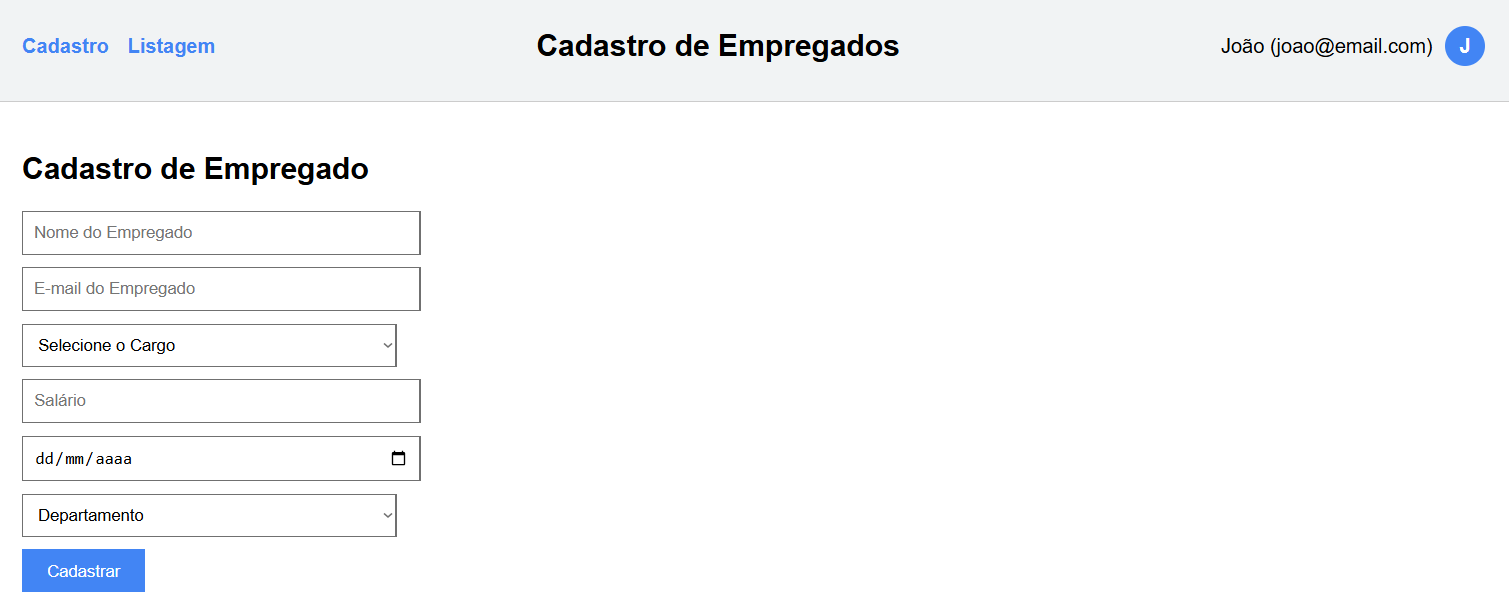 Cadastro Listagem Cadastro de Empregados João (joao@email.com) J
Cadastro de Empregado
Nome do Empregado
E-mail do Empregado
Selecione o Cargo
Salário
dd/mm/aaaa
Departamento
Cadastrar